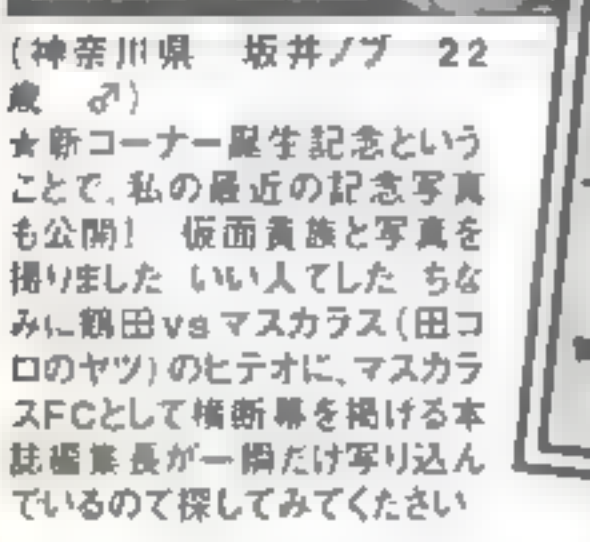 (神奈川県　坂井ノブ　22
歳　♂)
★新コーナー誕生記念という
ことで、私の最近の記念写真
も公開!　仮面貴族と写真を
撮りました　いい人でした　ちな
みに鶴田vsマスカラス(田コ
ロのヤツ)のビデオに、マスカラ
スFCとして横断幕を掲げる本
誌編集長が一瞬だけ写り込ん
でいるので探してみてください